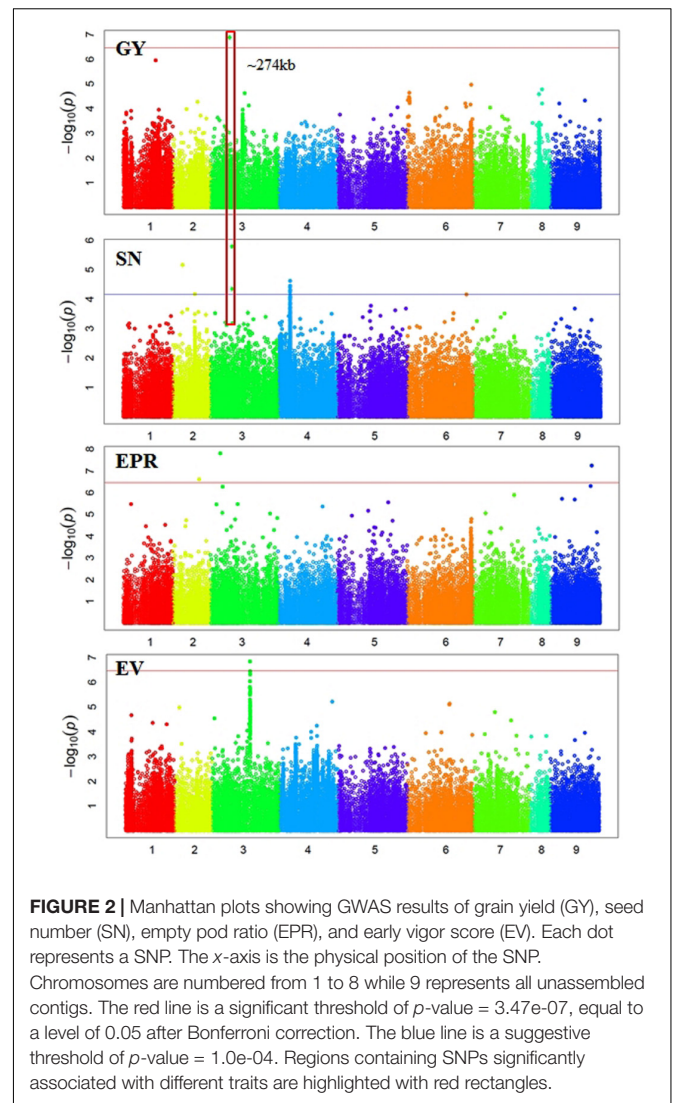 GY
~274kb
−log10(p)
1 2 3 4 5 6 7
1 2 3 4 5 6 7 8 9
SN
−log10(p)
1 2 3 4 5 6
1 2 3 4 5 6 7 8 9
EPR
−log10(p)
1 2 3 4 5 6 7 8
1 2 3 4 5 6 7 8 9
EV
−log10(p)
1 2 3 4 5 6 7
1 2 3 4 5 6 7 8 9
FIGURE 2 | Manhattan plots showing GWAS results of grain yield (GY), seed
number (SN), empty pod ratio (EPR), and early vigor score (EV). Each dot
represents a SNP. The x-axis is the physical position of the SNP.
Chromosomes are numbered from 1 to 8 while 9 represents all unassembled
contigs. The red line is a significant threshold of p-value = 3.47e-07, equal to
a level of 0.05 after Bonferroni correction. The blue line is a suggestive
threshold of p-value = 1.0e-04. Regions containing SNPs significantly
associated with different traits are highlighted with red rectangles.